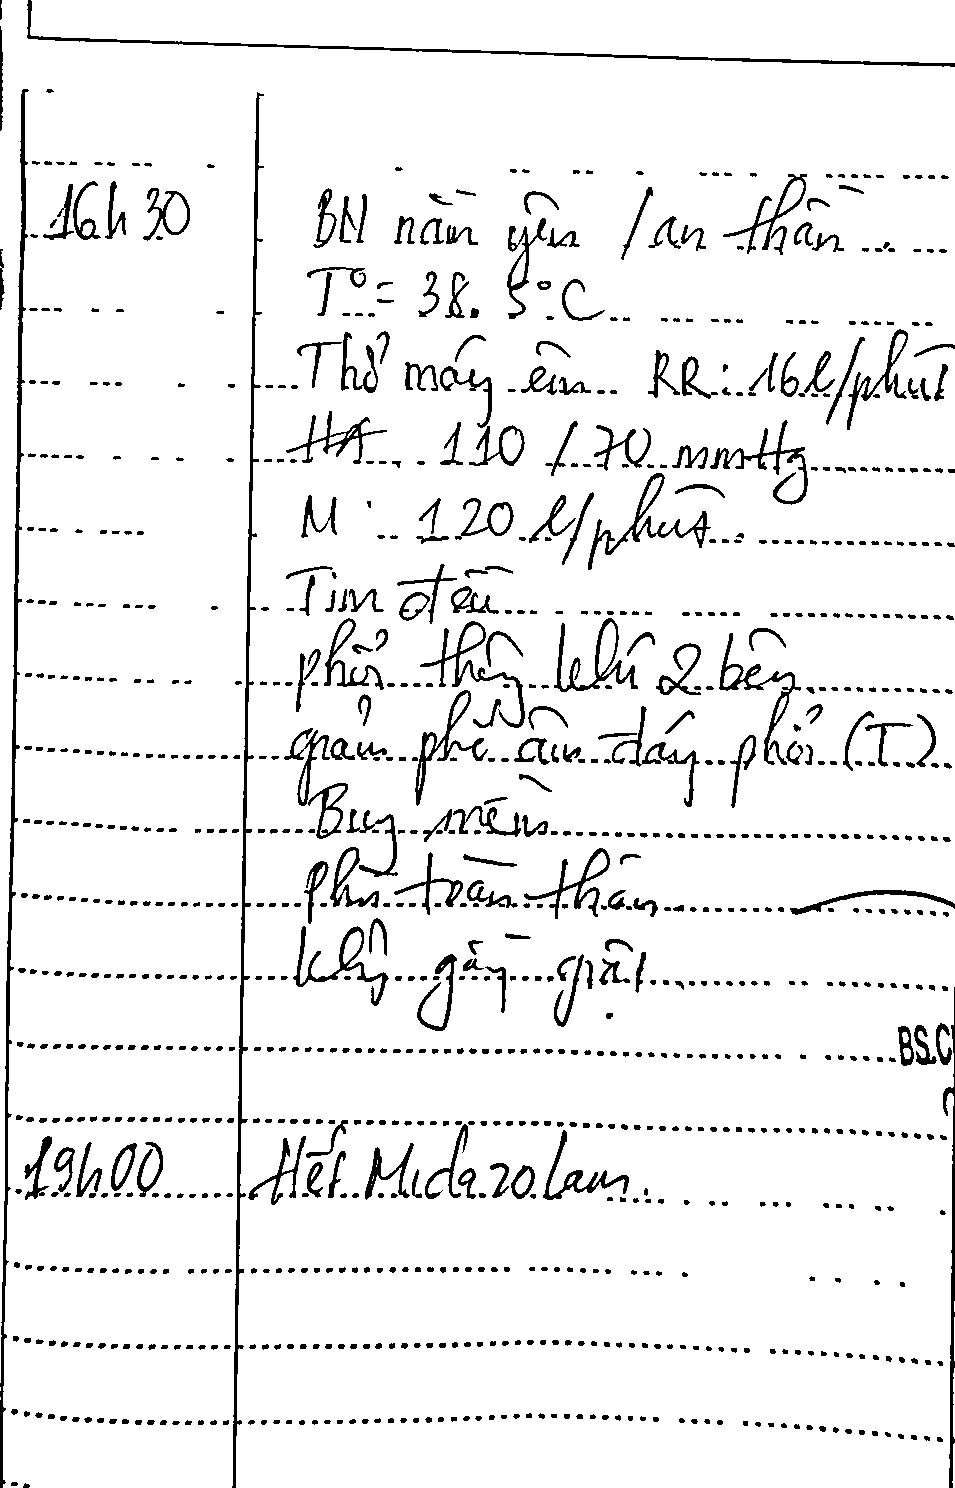 16h30 BN nằm yên / an thần
T° = 38.5°C
Thở máy êm RR: 16l/phút
HA 110 / 70 mmHg
M: 120 l/phút
Tim đều
phổi thông khí 2 bên
giảm phế âm đáy phổi (T)
Bụng mềm
phù toàn thân
không gồng giật
BS.C
19h00 Hết Midazolam